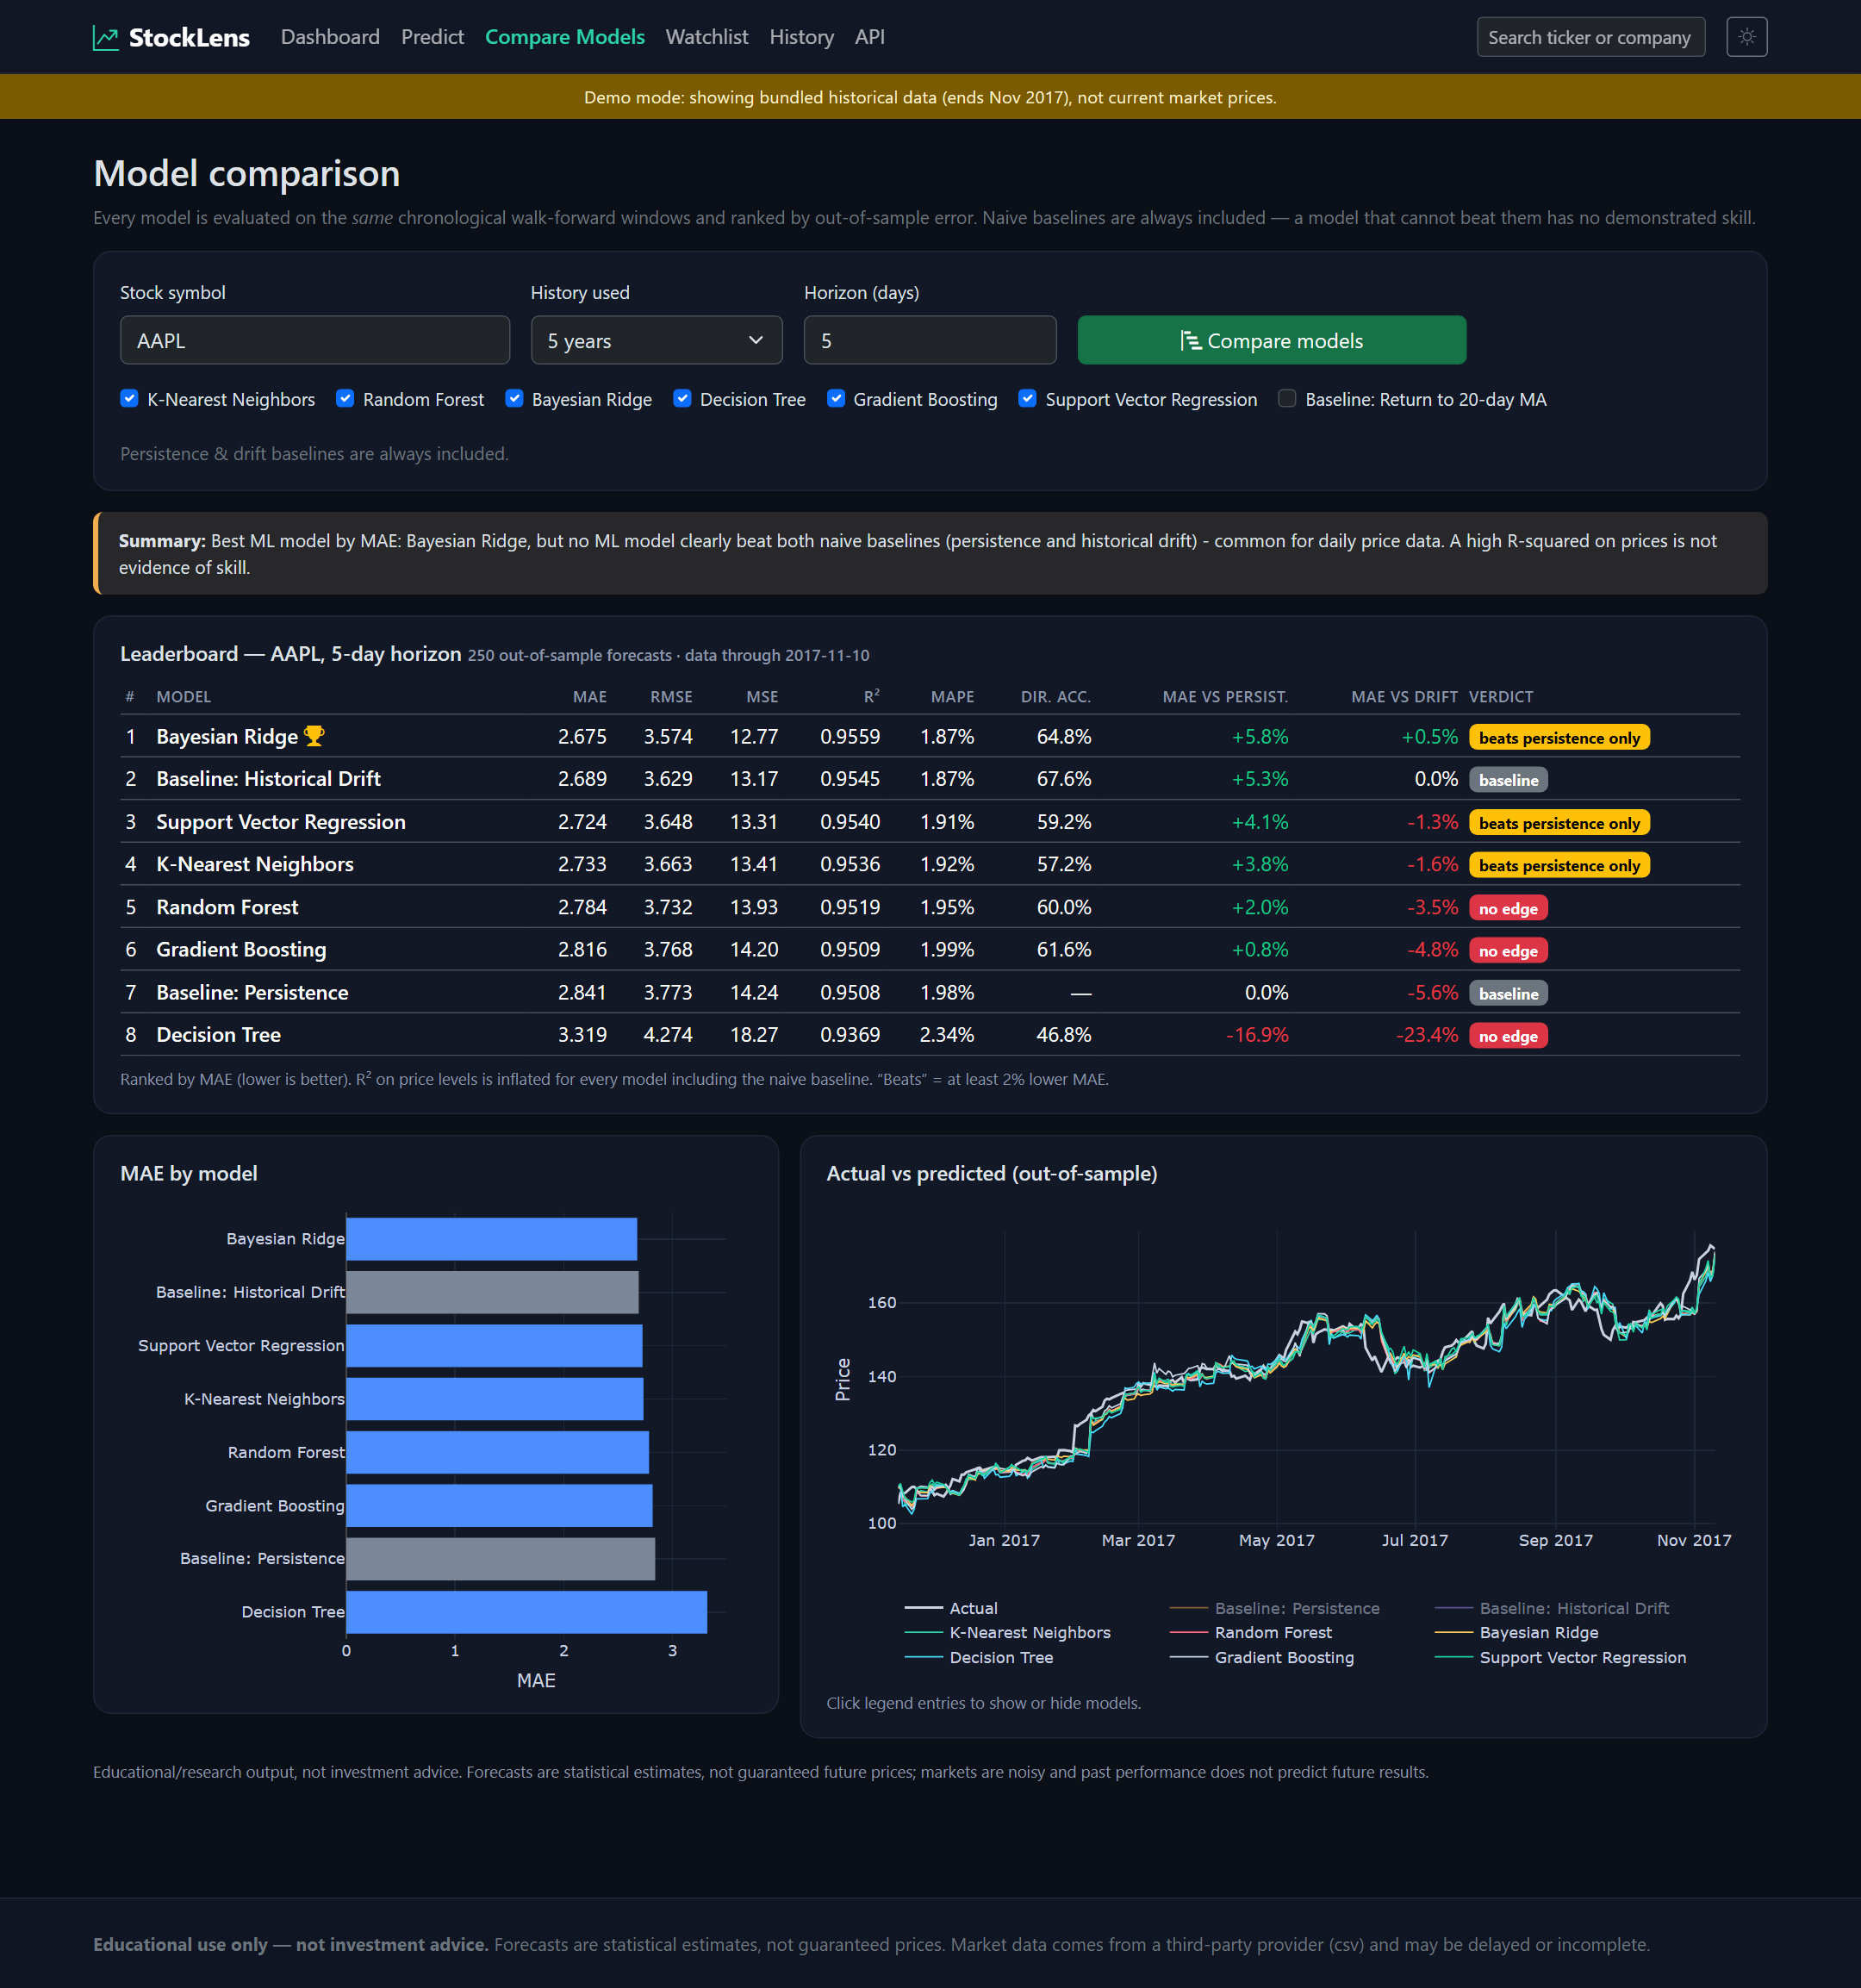 StockLens Dashboard Predict Compare Models Watchlist History API Search ticker or company
Demo mode: showing bundled historical data (ends Nov 2017), not current market prices.
Model comparison
Every model is evaluated on the same chronological walk-forward windows and ranked by out-of-sample error. Naive baselines are always included — a model that cannot beat them has no demonstrated skill.
Stock symbol History used Horizon (days)
AAPL 5 years 5 Compare models
K-Nearest Neighbors Random Forest Bayesian Ridge Decision Tree Gradient Boosting Support Vector Regression Baseline: Return to 20-day MA
Persistence & drift baselines are always included.
Summary: Best ML model by MAE: Bayesian Ridge, but no ML model clearly beat both naive baselines (persistence and historical drift) - common for daily price data. A high R-squared on prices is not
evidence of skill.
Leaderboard — AAPL, 5-day horizon 250 out-of-sample forecasts · data through 2017-11-10
# MODEL MAE RMSE MSE R² MAPE DIR. ACC. MAE VS PERSIST. MAE VS DRIFT VERDICT
1 Bayesian Ridge 2.675 3.574 12.77 0.9559 1.87% 64.8% +5.8% +0.5% beats persistence only
2 Baseline: Historical Drift 2.689 3.629 13.17 0.9545 1.87% 67.6% +5.3% 0.0% baseline
3 Support Vector Regression 2.724 3.648 13.31 0.9540 1.91% 59.2% +4.1% -1.3% beats persistence only
4 K-Nearest Neighbors 2.733 3.663 13.41 0.9536 1.92% 57.2% +3.8% -1.6% beats persistence only
5 Random Forest 2.784 3.732 13.93 0.9519 1.95% 60.0% +2.0% -3.5% no edge
6 Gradient Boosting 2.816 3.768 14.20 0.9509 1.99% 61.6% +0.8% -4.8% no edge
7 Baseline: Persistence 2.841 3.773 14.24 0.9508 1.98% — 0.0% -5.6% baseline
8 Decision Tree 3.319 4.274 18.27 0.9369 2.34% 46.8% -16.9% -23.4% no edge
Ranked by MAE (lower is better). R² on price levels is inflated for every model including the naive baseline. “Beats” = at least 2% lower MAE.
MAE by model
Bayesian Ridge
Baseline: Historical Drift
Support Vector Regression
K-Nearest Neighbors
Random Forest
Gradient Boosting
Baseline: Persistence
Decision Tree
0 1 2 3
MAE
Actual vs predicted (out-of-sample)
Price
160
140
120
100
Jan 2017 Mar 2017 May 2017 Jul 2017 Sep 2017 Nov 2017
Actual Baseline: Persistence Baseline: Historical Drift
K-Nearest Neighbors Random Forest Bayesian Ridge
Decision Tree Gradient Boosting Support Vector Regression
Click legend entries to show or hide models.
Educational/research output, not investment advice. Forecasts are statistical estimates, not guaranteed future prices; markets are noisy and past performance does not predict future results.
Educational use only — not investment advice. Forecasts are statistical estimates, not guaranteed prices. Market data comes from a third-party provider (csv) and may be delayed or incomplete.